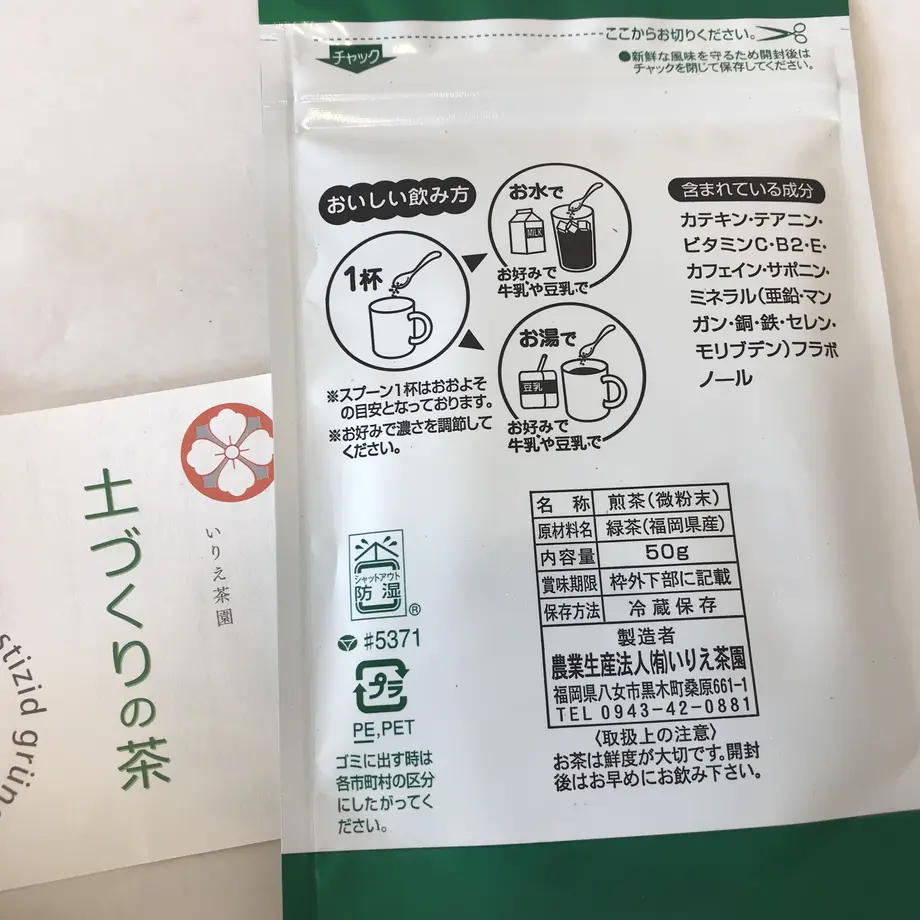 ここからお切りください。
チャック
●新鮮な風味を守るため開封後は
チャックを閉じて保存してください。
おいしい飲み方
1杯
お水で
MILK
お好みで
牛乳や豆乳で
お湯で
豆乳
お好みで
牛乳や豆乳で
※スプーン1杯はおおよそ
の目安となっております。
※お好みで濃さを調節して
ください。
含まれている成分
カテキン・テアニン・
ビタミンC・B2・E・
カフェイン・サポニン・
ミネラル(亜鉛・マン
ガン・銅・鉄・セレン・
モリブデン)フラボ
ノール
名 称 煎茶(微粉末)
原材料名 緑茶(福岡県産)
内容量 50g
賞味期限 枠外下部に記載
保存方法 冷蔵保存
製造者
農業生産法人㈲いりえ茶園
福岡県八女市黒木町桑原661-1
TEL 0943-42-0881
〈取扱上の注意〉
お茶は鮮度が大切です。開封
後はお早めにお飲み下さい。
シャットアウト
防湿
®
#5371
プラ
PE,PET
ゴミに出す時は
各市町村の区分
にしたがってく
ださい。
いりえ茶園
土づくりの茶
stizid grün